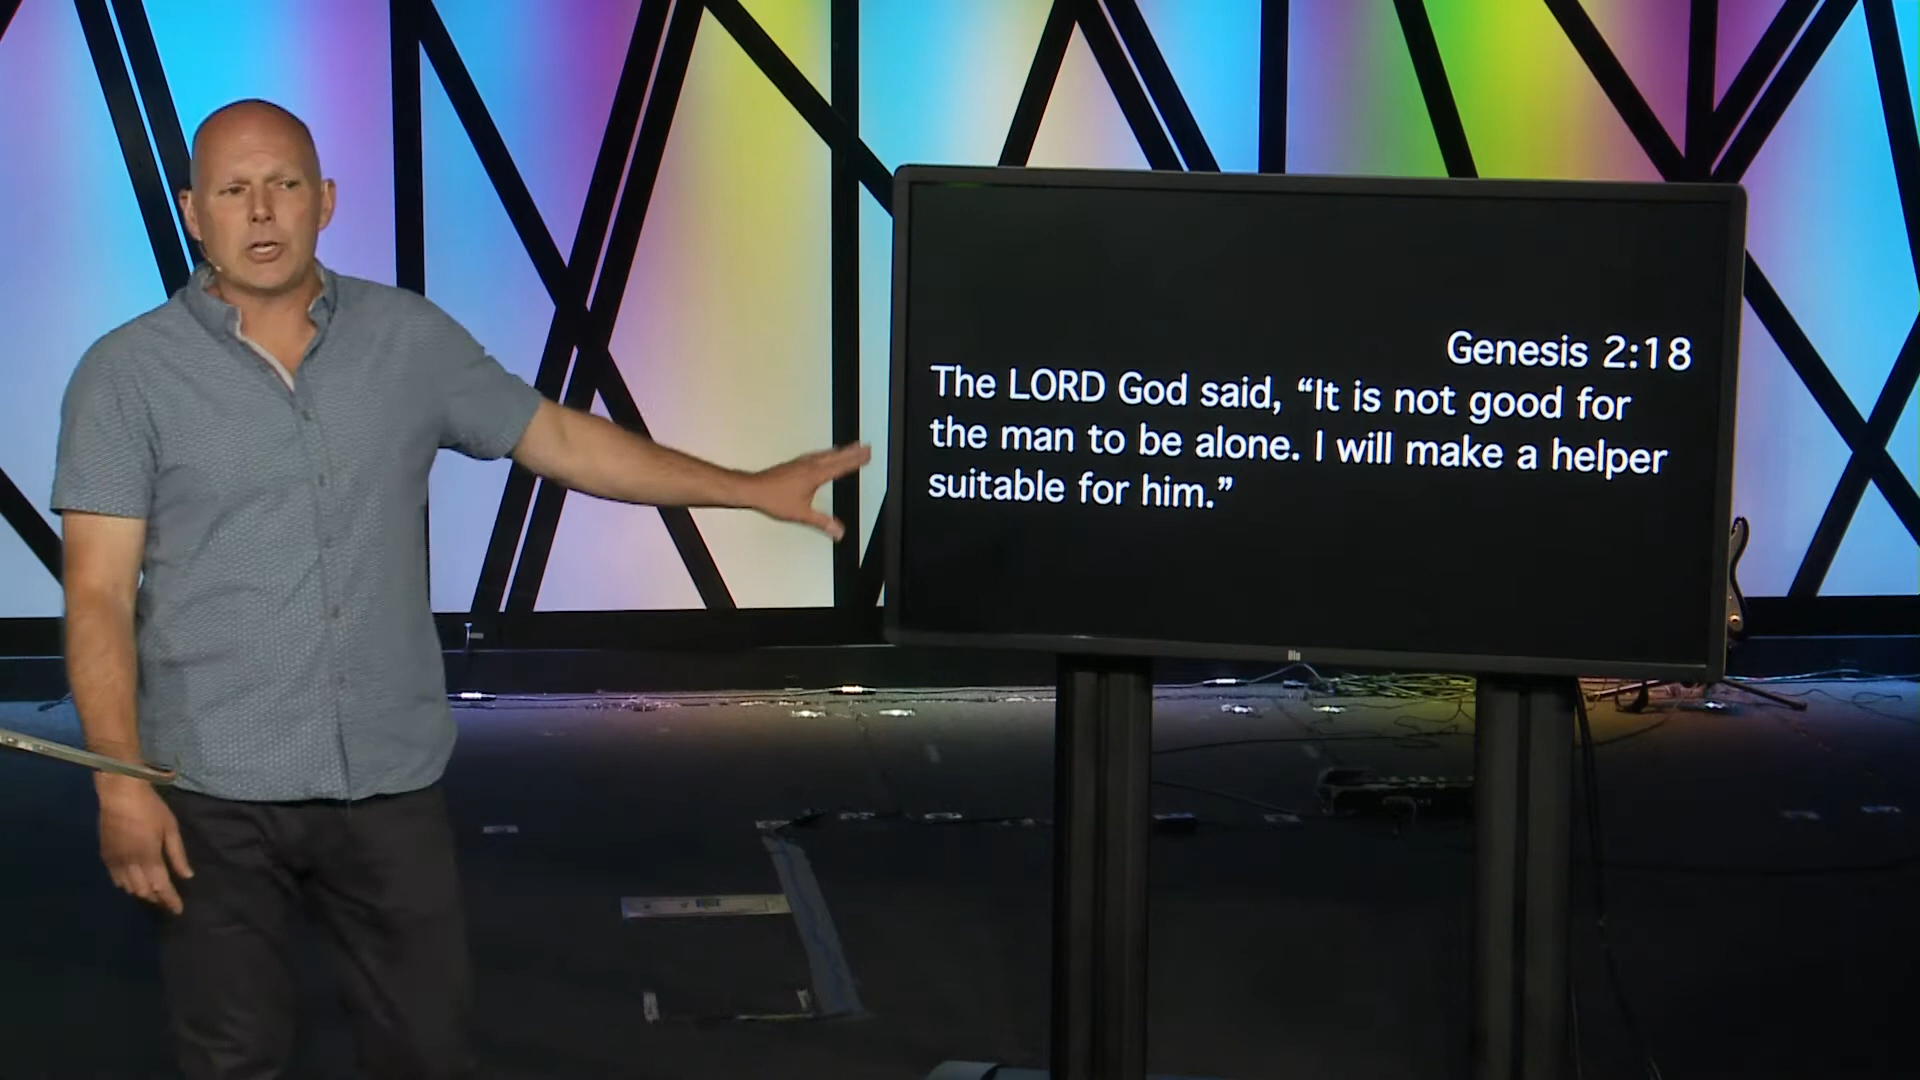 Genesis 2:18
The LORD God said, “It is not good for
the man to be alone. I will make a helper
suitable for him.”
elo